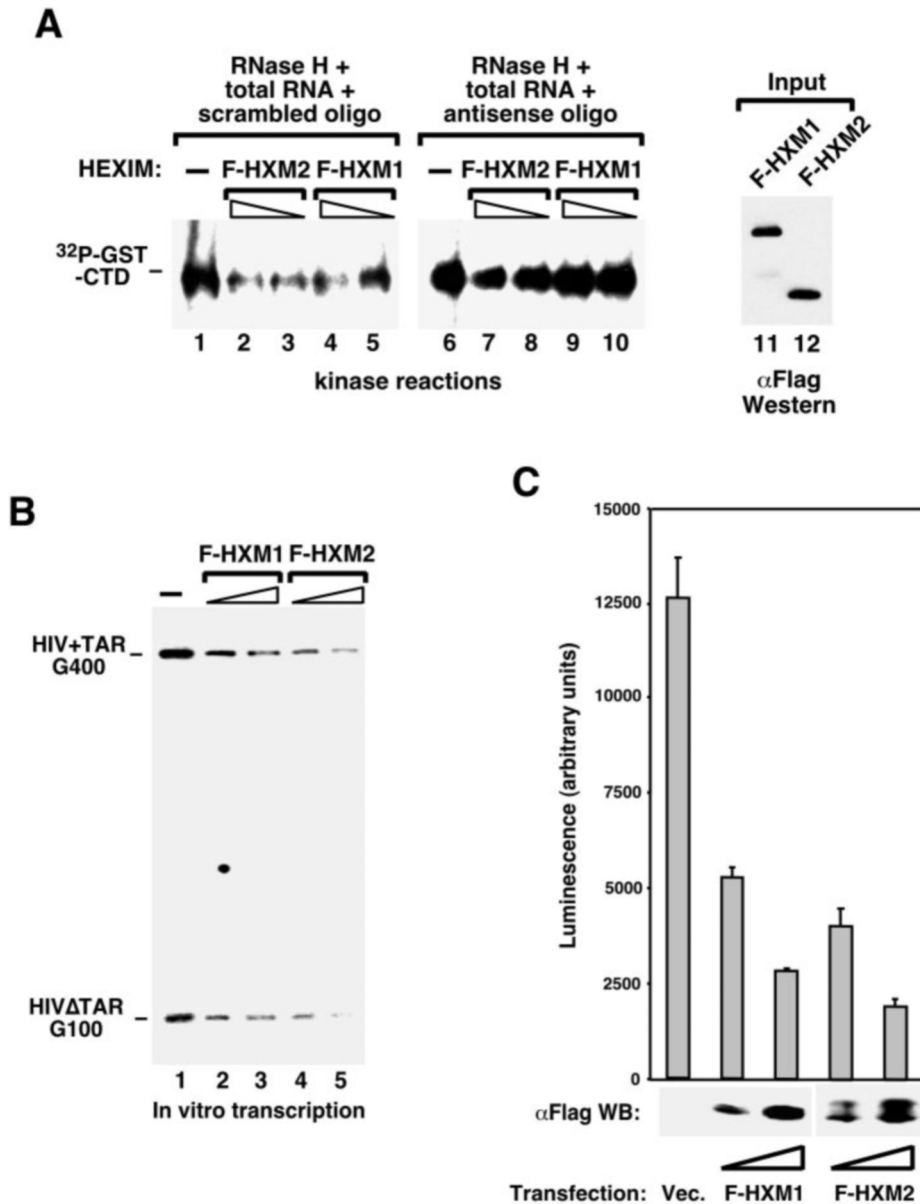 A
RNase H +
total RNA +
scrambled oligo
RNase H +
total RNA +
antisense oligo
Input
HEXIM: – F-HXM2 F-HXM1 – F-HXM2 F-HXM1
F-HXM1 F-HXM2
32P-GST
-CTD
1 2 3 4 5 6 7 8 9 10 11 12
kinase reactions
αFlag
Western
B
F-HXM1 F-HXM2
–
HIV+TAR
G400
HIVΔTAR
G100
1 2 3 4 5
In vitro transcription
C
Luminescence (arbitrary units)
15000
12500
10000
7500
5000
2500
0
αFlag WB:
Transfection: Vec. F-HXM1 F-HXM2